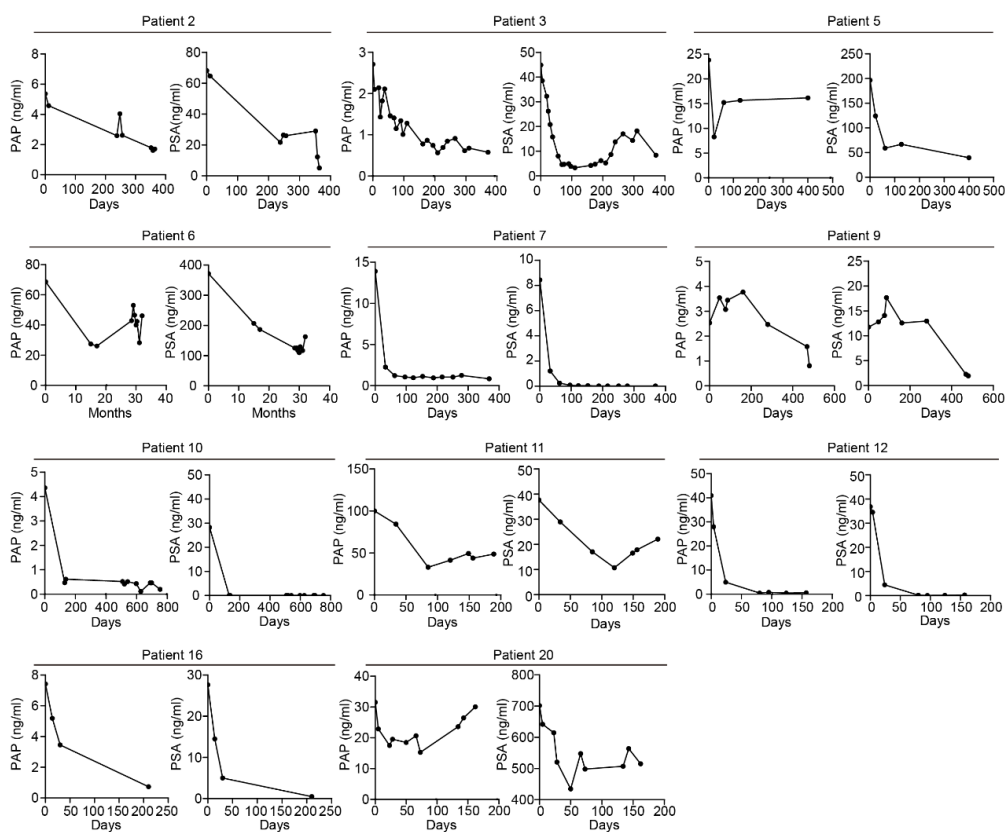 Patient 2
Patient 3
Patient 5
PAP (ng/ml)
8
6
4
2
0
0 100 200 300 400
Days
PSA(ng/ml)
80
60
40
20
0
0 100 200 300 400
Days
PAP (ng/ml)
3
2
1
0
0 100 200 300 400
Days
PSA (ng/ml)
50
45
40
35
30
25
20
15
10
5
0
0 100 200 300 400
Days
PAP (ng/ml)
25
20
15
10
5
0
0 100 200 300 400 500
Days
PSA (ng/ml)
250
200
150
100
50
0
0 100 200 300 400 500
Days
Patient 6
Patient 7
Patient 9
PAP (ng/ml)
80
60
40
20
0
0 10 20 30 40
Months
PSA (ng/ml)
400
300
200
100
0
0 10 20 30 40
Months
PAP (ng/ml)
15
10
5
0
0 100 200 300 400
Days
PSA (ng/ml)
10
8
6
4
2
0
0 100 200 300 400
Days
PAP (ng/ml)
5
4
3
2
1
0
0 200 400 600
Days
PSA (ng/ml)
25
20
15
10
5
0
0 200 400 600
Days
Patient 10
Patient 11
Patient 12
PAP (ng/ml)
5
4
3
2
1
0
0 200 400 600 800
Days
PSA (ng/ml)
50
40
30
20
10
0
0 200 400 600 800
Days
PAP (ng/ml)
150
100
50
0
0 50 100 150 200
Days
PSA (ng/ml)
50
40
30
20
10
0
0 50 100 150 200
Days
PAP (ng/ml)
50
40
30
20
10
0
0 50 100 150 200
Days
PSA (ng/ml)
50
40
30
20
10
0
0 50 100 150 200
Days
Patient 16
Patient 20
PAP (ng/ml)
8
6
4
2
0
0 50 100 150 200 250
Days
PSA (ng/ml)
30
20
10
0
0 50 100 150 200 250
Days
PAP (ng/ml)
40
30
20
10
0
0 50 100 150 200
Days
PSA (ng/ml)
800
700
600
500
400
0 50 100 150 200
Days